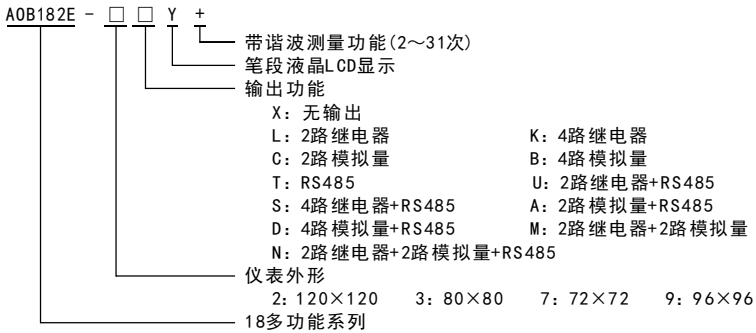 AOB182E - □ □ Y +
带谐波测量功能(2～31次)
笔段液晶LCD显示
输出功能
X: 无输出
L: 2路继电器 K: 4路继电器
C: 2路模拟量 B: 4路模拟量
T: RS485 U: 2路继电器+RS485
S: 4路继电器+RS485 A: 2路模拟量+RS485
D: 4路模拟量+RS485 M: 2路继电器+2路模拟量
N: 2路继电器+2路模拟量+RS485
仪表外形
2: 120×120 3: 80×80 7: 72×72 9: 96×96
18多功能系列